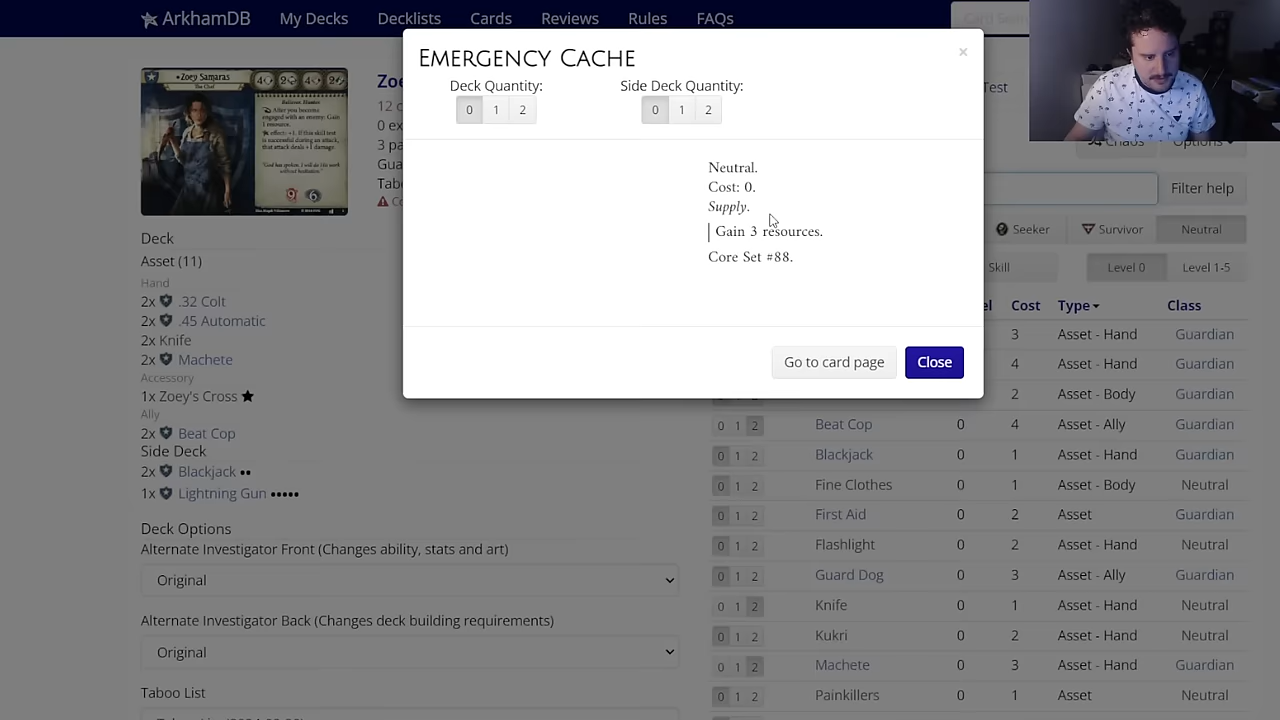 ArkhamDB
My Decks
Decklists
Cards
Reviews
Rules
FAQs
EMERGENCY CACHE
×
Deck Quantity:
0 1 2
Side Deck Quantity:
0 1 2
Neutral.
Cost: 0.
Supply.
Gain 3 resources.
Core Set #88.
Go to card page
Close
Zoey Samaras
The Chef
Deck
Asset (11)
Hand
2x .32 Colt
2x .45 Automatic
2x Knife
2x Machete
Accessory
1x Zoey's Cross
Ally
2x Beat Cop
Side Deck
2x Blackjack
1x Lightning Gun
Deck Options
Alternate Investigator Front (Changes ability, stats and art)
Original
Alternate Investigator Back (Changes deck building requirements)
Original
Taboo List
Test
Chaos
Options
Filter help
Seeker
Survivor
Neutral
Skill
Level 0
Level 1-5
Cost Type Class
3 Asset - Hand Guardian
4 Asset - Hand Guardian
2 Asset - Body Guardian
0 1 2 Beat Cop 0 4 Asset - Ally Guardian
0 1 2 Blackjack 0 1 Asset - Hand Guardian
0 1 2 Fine Clothes 0 1 Asset - Body Neutral
0 1 2 First Aid 0 2 Asset Guardian
0 1 2 Flashlight 0 2 Asset - Hand Neutral
0 1 2 Guard Dog 0 3 Asset - Ally Guardian
0 1 2 Knife 0 1 Asset - Hand Neutral
0 1 2 Kukri 0 2 Asset - Hand Neutral
0 1 2 Machete 0 3 Asset - Hand Guardian
0 1 2 Painkillers 0 1 Asset Neutral